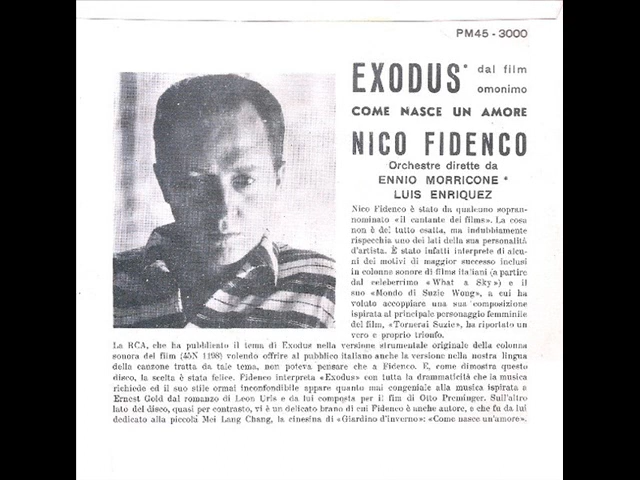 PM45 - 3000
EXODUS* dal film
omonimo
COME NASCE UN AMORE
NICO FIDENCO
Orchestre dirette da
ENNIO MORRICONE *
LUIS ENRIQUEZ
Nico Fidenco è stato da qualcuno sopran-
nominato «il cantante dei films». La cosa
non è del tutto esatta, ma indubbiamente
rispecchia uno dei lati della sua personalità
d'artista. È stato infatti interprete di alcu-
ni dei motivi di maggior successo inclusi
in colonne sonore di films italiani (a partire
dal celeberrimo «What a Sky») e il
suo «Mondo di Suzie Wong», a cui ha
voluto accoppiare una sua composizione
ispirata al principale personaggio femminile
del film, «Tornerai Suzie», ha riportato un
vero e proprio trionfo.
La RCA, che ha pubblicato il tema di Exodus nella versione strumentale originale della colonna
sonora del film (45N 1198) volendo offrire al pubblico italiano anche la versione nella nostra lingua
della canzone tratta da tale tema, non poteva pensare che a Fidenco. E, come dimostra questo
disco, la scelta è stata felice. Fidenco interpreta «Exodus» con tutta la drammaticità che la musica
richiede ed il suo stile ormai inconfondibile appare quanto mai congeniale alla musica ispirata a
Ernest Gold dal romanzo di Leon Uris e da lui composta per il fim di Otto Preminger. Sull'altro
lato del disco, quasi per contrasto, vi è un delicato brano di cui Fidenco è anche autore, e che fu da lui
dedicato alla piccola Mei Lang Chang, la cinesina di «Giardino d'inverno»: «Come nasce un'amore».